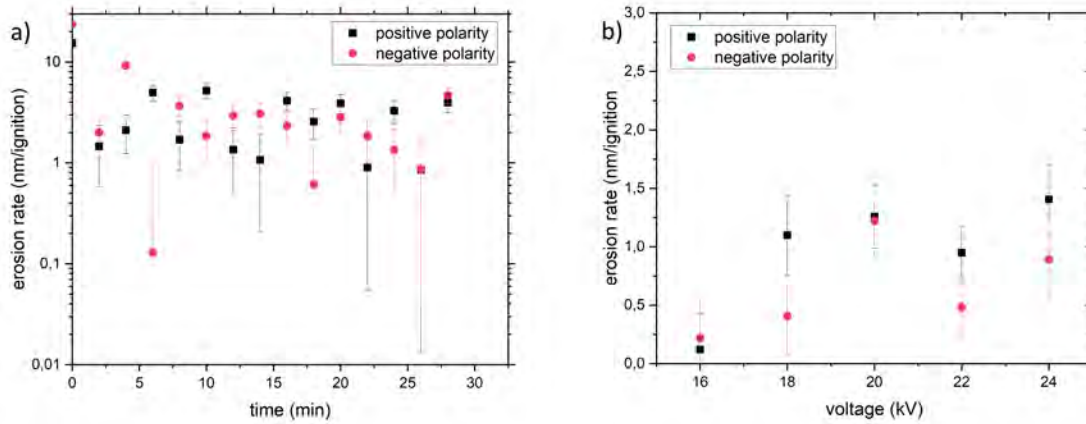 a)
positive polarity
negative polarity
10
1
0,1
0,01
erosion rate (nm/ignition)
0 5 10 15 20 25 30
time (min)
b)
positive polarity
negative polarity
3,0
2,5
2,0
1,5
1,0
0,5
0,0
erosion rate (nm/ignition)
16 18 20 22 24
voltage (kV)